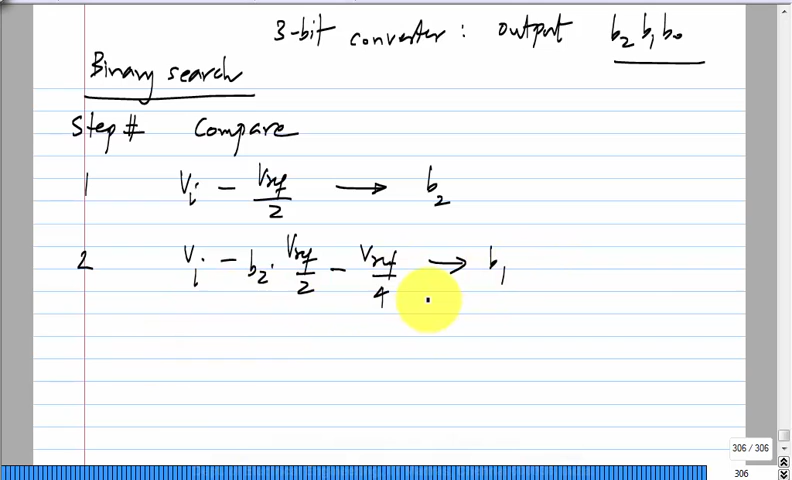 3-bit converter: output b2 b1 b0
Binary search
Step# Compare
1 Vi - Vref/2 → b2
2 Vi - b2. Vref/2 - Vref/4 → b1
306 / 306
306